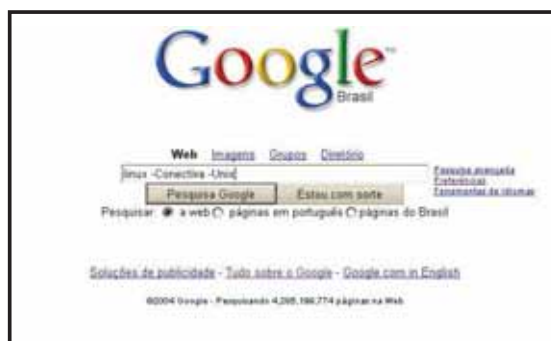 Google™
Brasil
Web Imagens Grupos Diretório
linux -Conectiva -Unix
Pesquisa avançada
Preferências
Ferramentas de idiomas
Pesquisa Google Estou com sorte
Pesquisar: a web páginas em português páginas do Brasil
Soluções de publicidade - Tudo sobre o Google - Google.com in English
©2004 Google - Pesquisando 4,285,199,774 páginas na Web